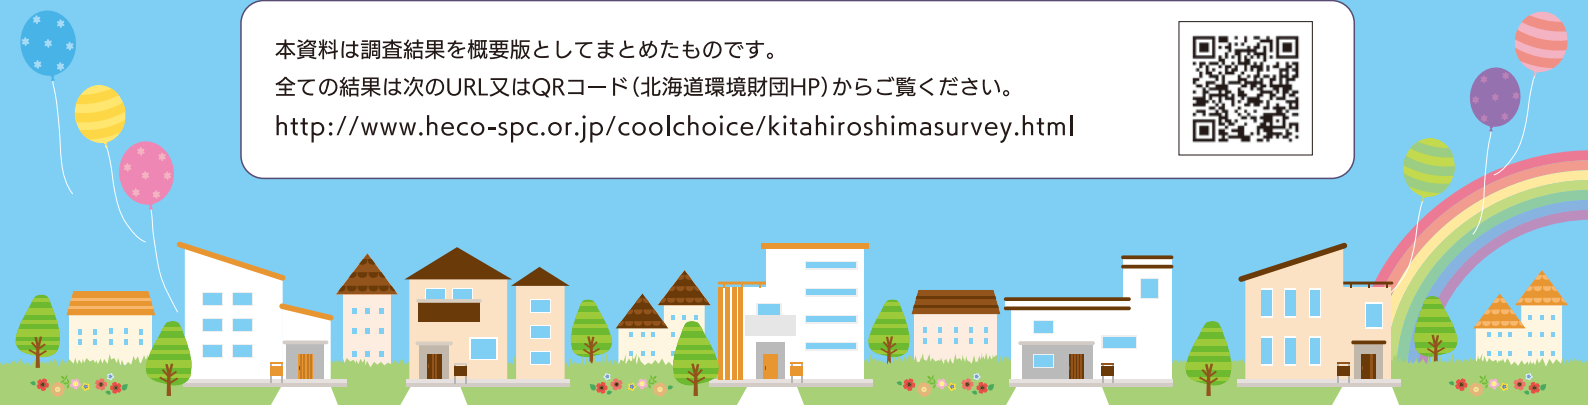 本資料は調査結果を概要版としてまとめたものです。
全ての結果は次のURL又はQRコード（北海道環境財団HP）からご覧ください。
http://www.heco-spc.or.jp/coolchoice/kitahiroshimasurvey.html